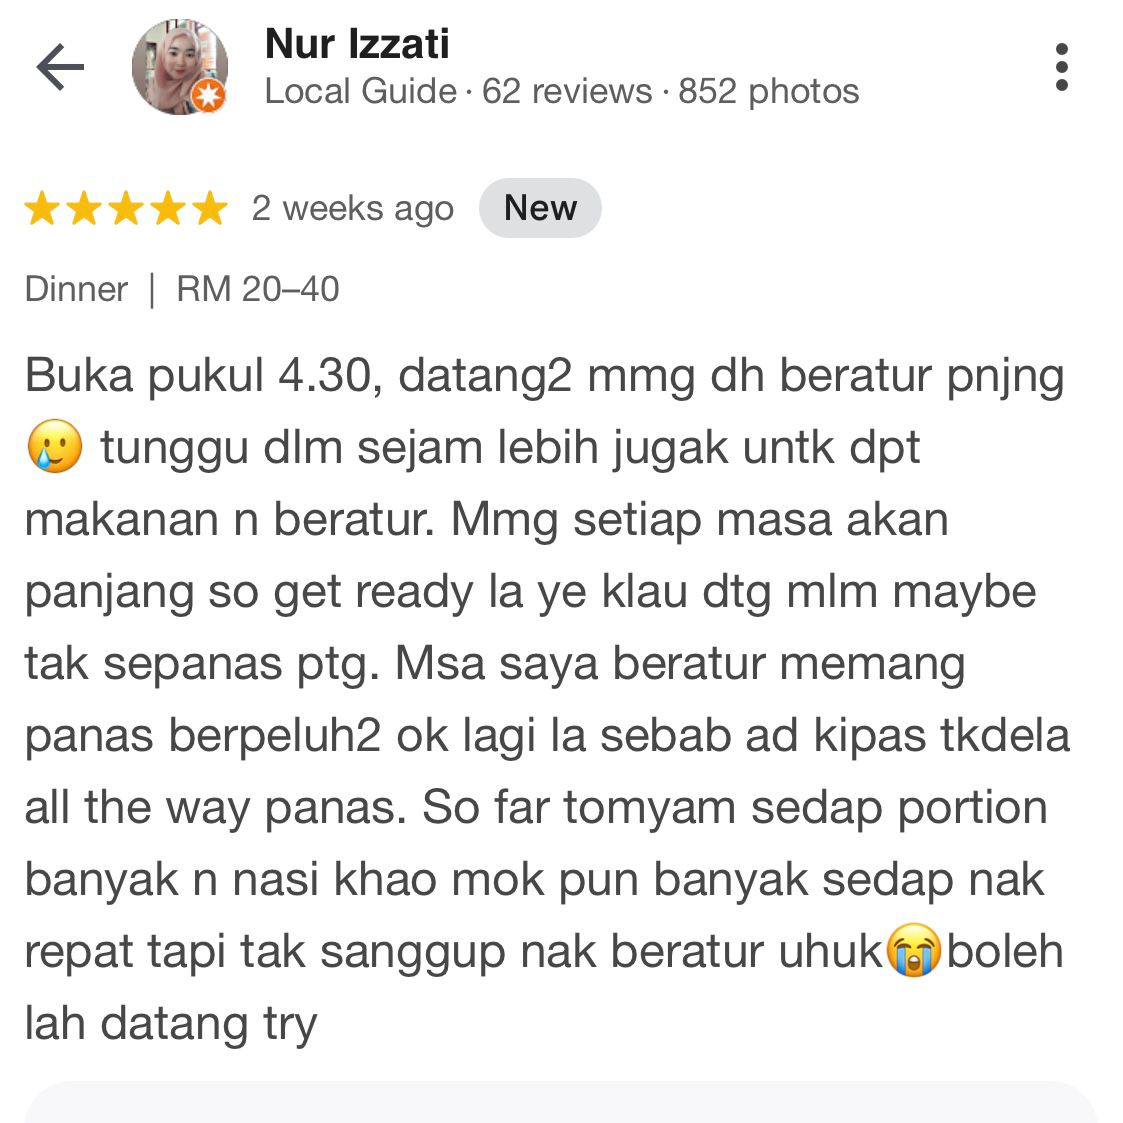 Nur Izzati
Local Guide · 62 reviews · 852 photos
★★★★★ 2 weeks ago New
Dinner | RM 20–40
Buka pukul 4.30, datang2 mmg dh beratur pnjng
🥲 tunggu dlm sejam lebih jugak untk dpt
makanan n beratur. Mmg setiap masa akan
panjang so get ready la ye klau dtg mlm maybe
tak sepanas ptg. Msa saya beratur memang
panas berpeluh2 ok lagi la sebab ad kipas tkdela
all the way panas. So far tomyam sedap portion
banyak n nasi khao mok pun banyak sedap nak
repat tapi tak sanggup nak beratur uhuk😭boleh
lah datang try